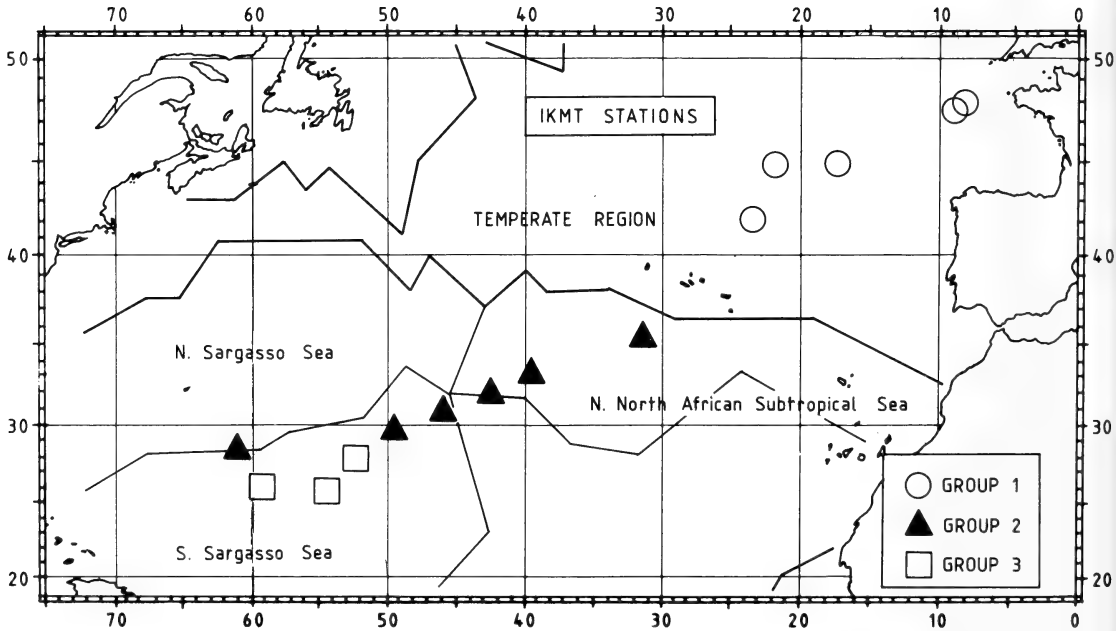 50 40 30 20 10 0
50 50
IKMT STATIONS
TEMPERATE REGION
40 40
N. Sargasso Sea
N. North African Subtropical Sea
30 30
GROUP 1
GROUP 2
GROUP 3
S. Sargasso Sea
20 20
70 60 50 40 30 20 10 0